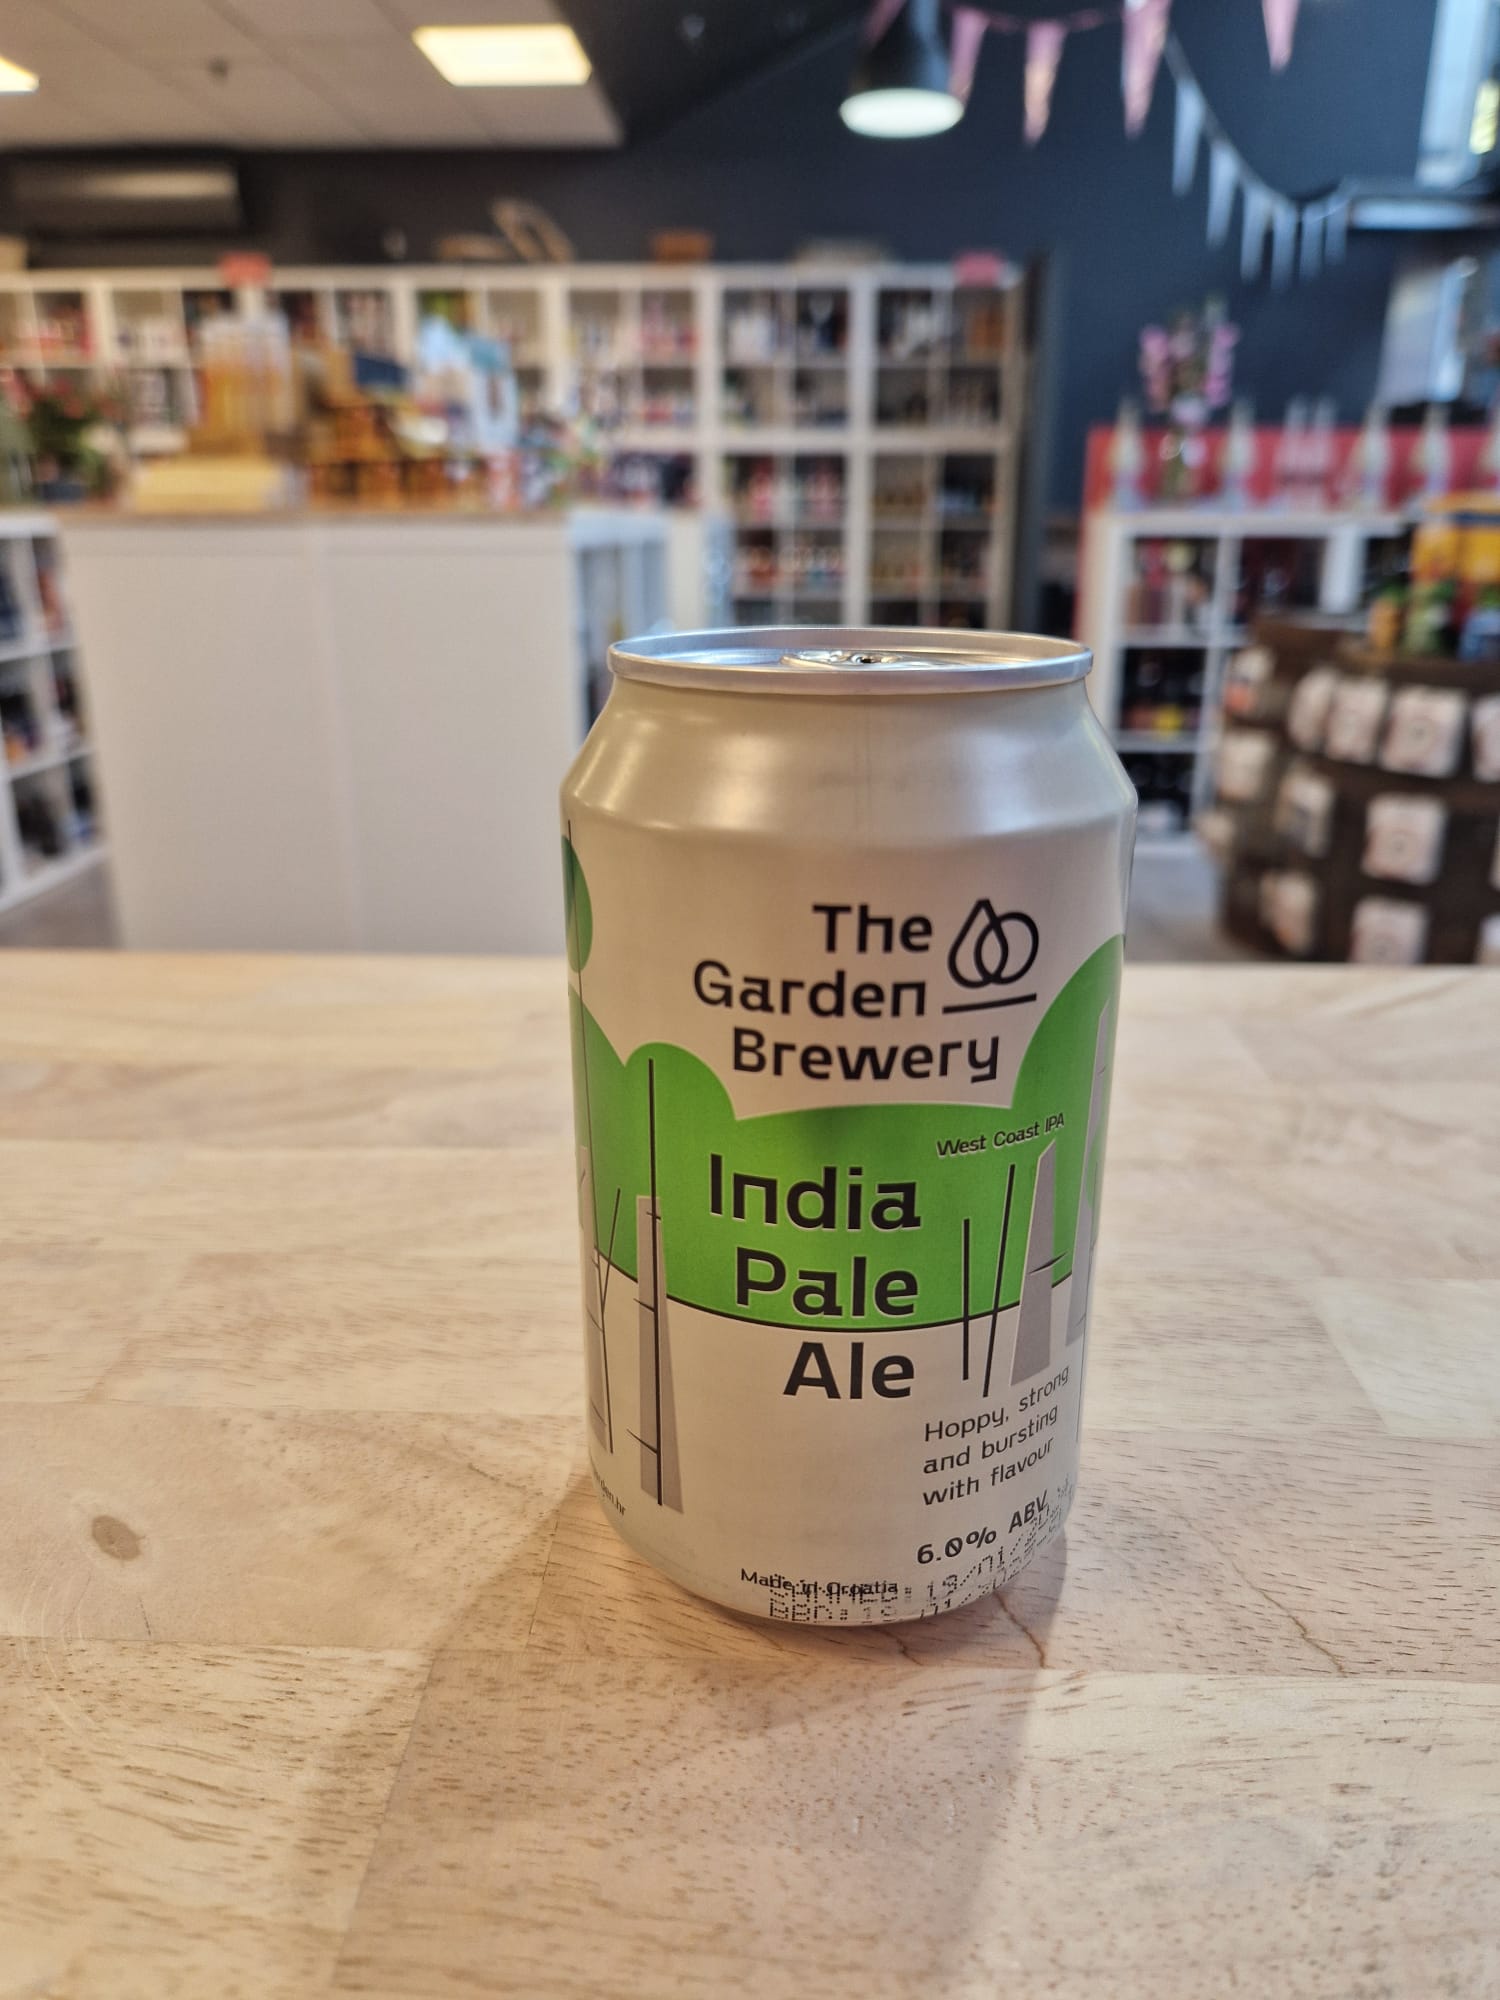 The
Garden
Brewery
West Coast IPA
India
Pale
Ale
Hoppy, strong
and bursting
with flavour
6.0% ABV
Made in Croatia